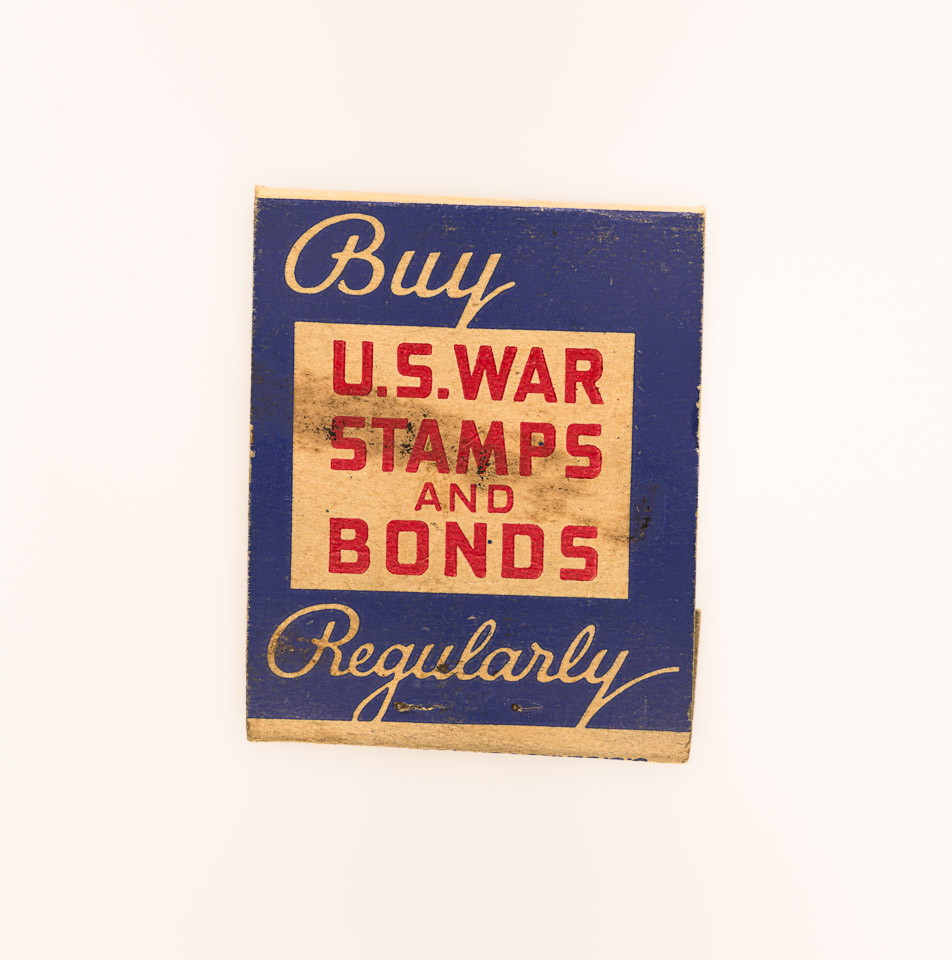 Buy
U.S. WAR
STAMPS
AND
BONDS
Regularly